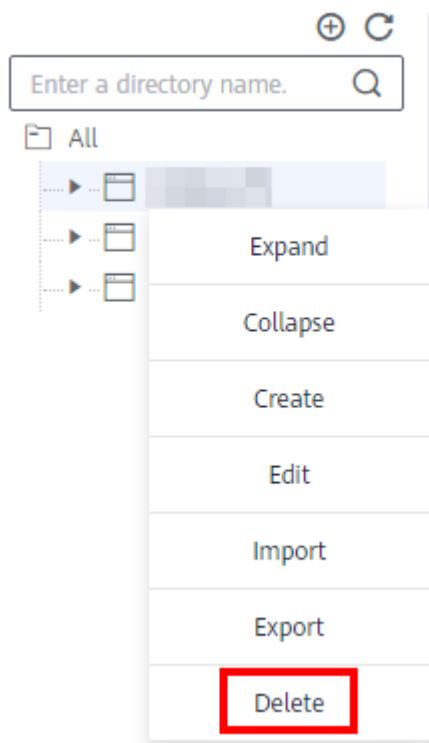 Enter a directory name.
All
Expand
Collapse
Create
Edit
Import
Export
Delete